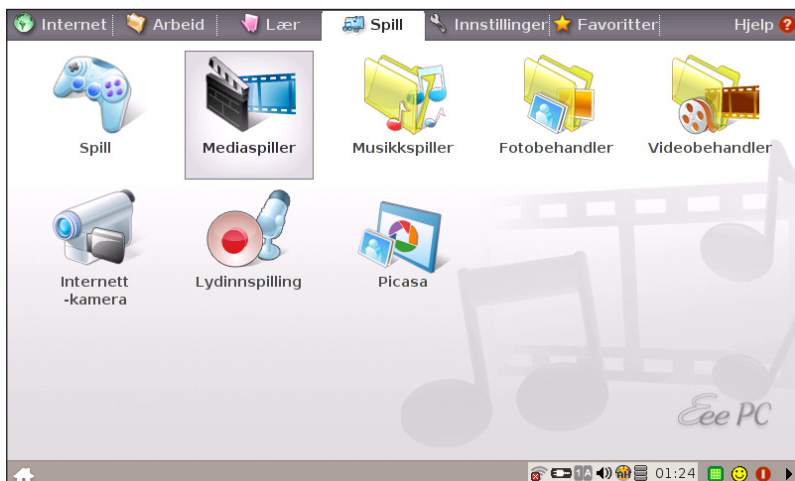 Internet Arbeid Lær Spill Innstillinger Favoritter Hjelp ?
Spill Mediaspiller Musikkspiller Fotobehandler Videobehandler
Internett
-kamera Lydinnspilling Picasa
Eee PC
1 A 01:24